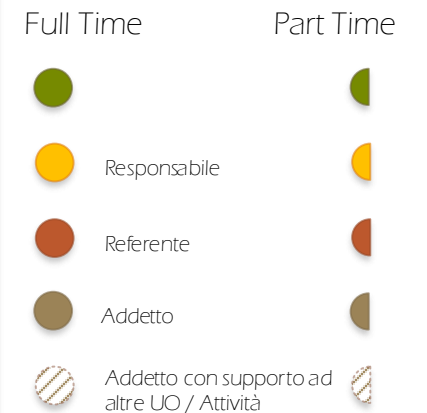 Full Time Part Time
Responsabile
Referente
Addetto
Addetto con supporto ad
altre UO / Attività